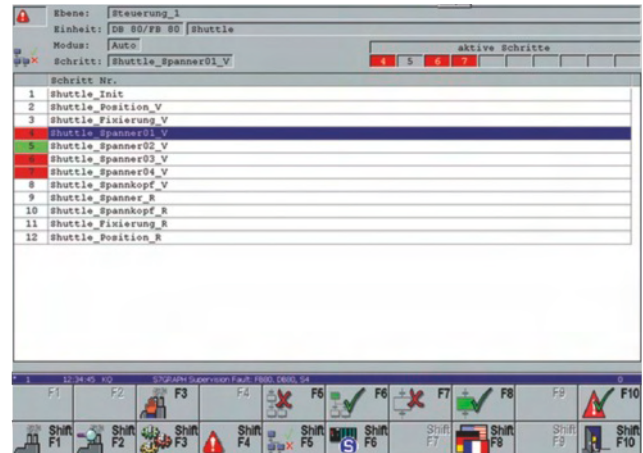 Ebene: Steuerung_1
Einheit: DB 80/FB 80 Shuttle
Modus: Auto
aktive Schritte
Schritt: Shuttle_Spanner01_V 4 5 6 7
Schritt Nr.
1 Shuttle_Init
2 Shuttle_Position_V
3 Shuttle_Fixierung_V
4 Shuttle_Spanner01_V
5 Shuttle_Spanner02_V
6 Shuttle_Spanner03_V
7 Shuttle_Spanner04_V
8 Shuttle_Spannkopf_V
9 Shuttle_Spanner_R
10 Shuttle_Spannkopf_R
11 Shuttle_Fixierung_R
12 Shuttle_Position_R
* 1 12:34:45 KQ S7GRAPH Supervision Fault: FB80, DB80, S4 0
F1 F2 F3 F4 F6 F6 F7 F8 F9 F10
Shift F1 Shift F2 Shift F3 Shift F4 Shift F5 Shift F6 Shift F7 Shift F8 Shift F9 Shift F10